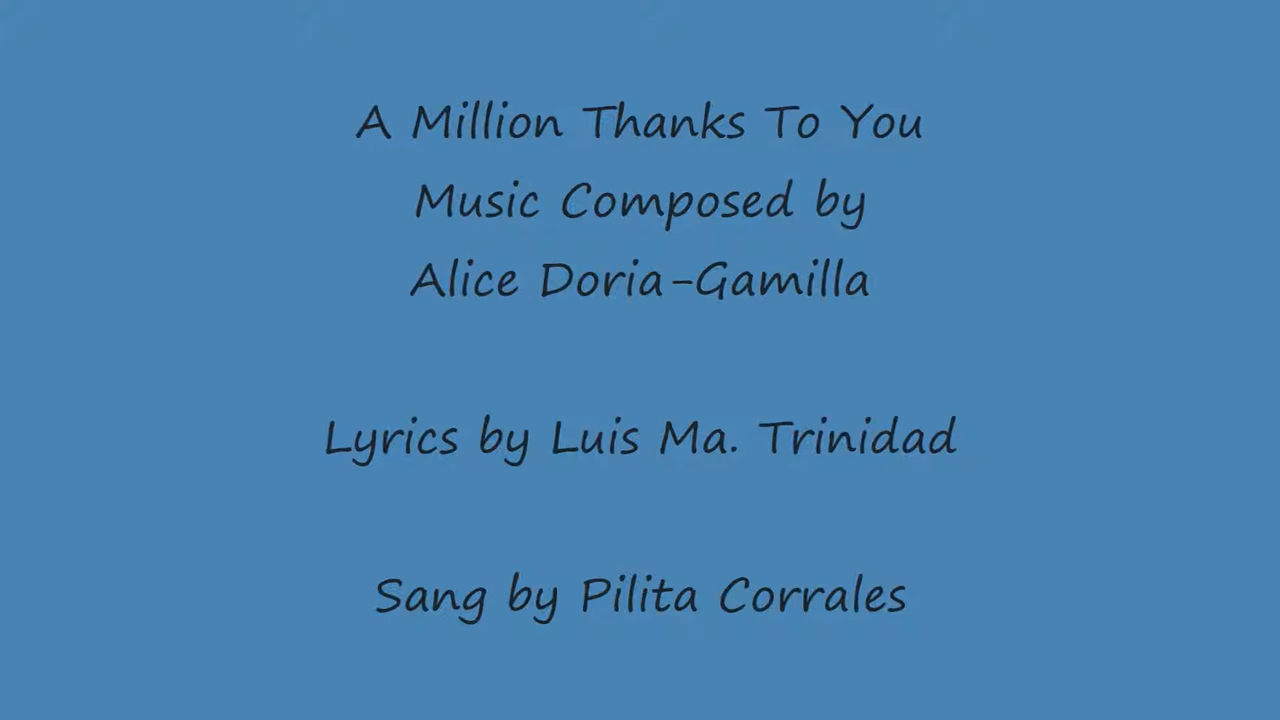 A Million Thanks To You
Music Composed by
Alice Doria-Gamilla
Lyrics by Luis Ma. Trinidad
Sang by Pilita Corrales